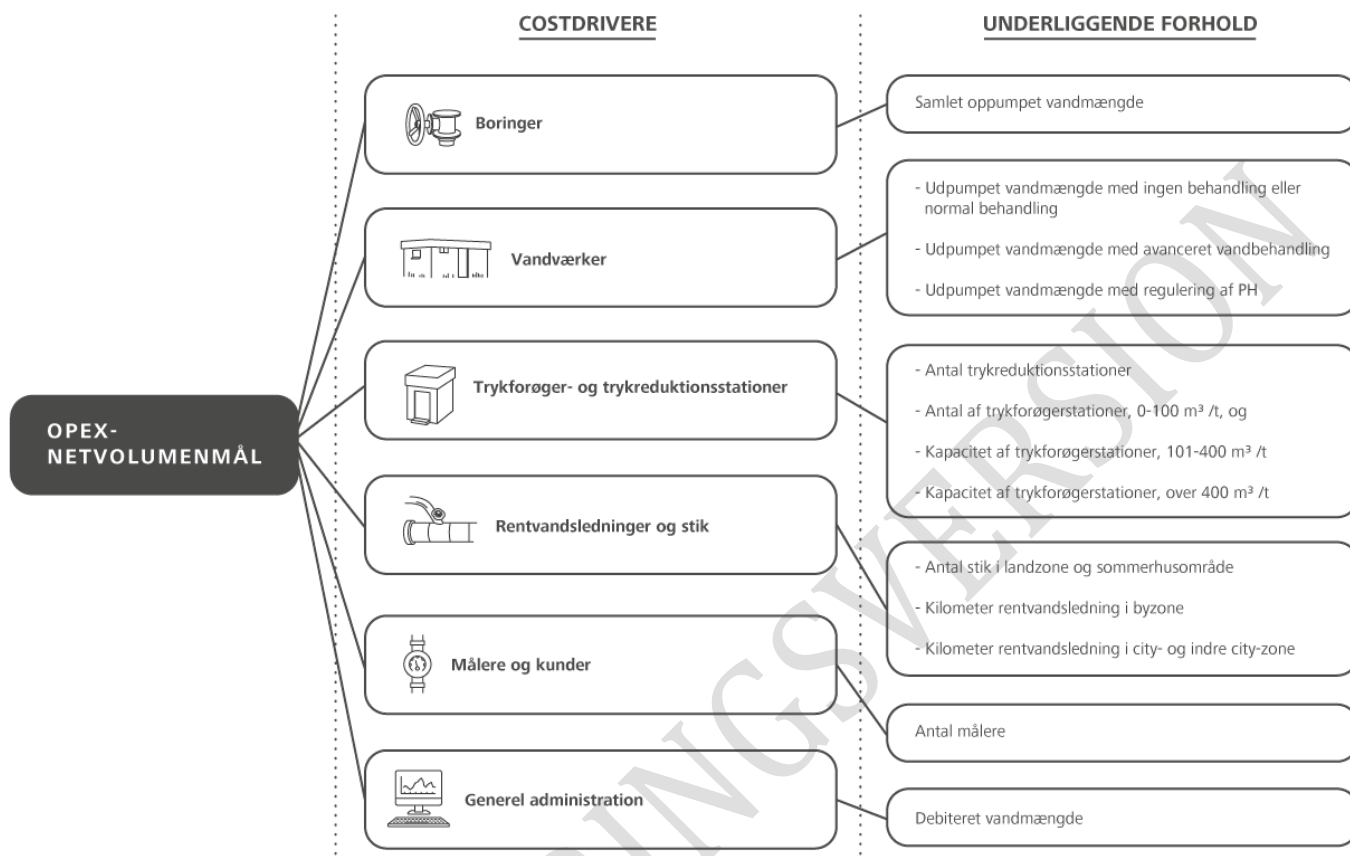 COSTDRIVERE
UNDERLIGGENDE FORHOLD
OPEX-
NETVOLUMENMÅL
Boringer
Samlet oppumpet vandmængde
Vandværker
- Udpumpet vandmængde med ingen behandling eller
normal behandling
- Udpumpet vandmængde med avanceret vandbehandling
- Udpumpet vandmængde med regulering af PH
Trykforøger- og trykreduktionsstationer
- Antal trykreduktionsstationer
- Antal af trykforøgerstationer, 0-100 m³ /t, og
- Kapacitet af trykforøgerstationer, 101-400 m³ /t
- Kapacitet af trykforøgerstationer, over 400 m³ /t
Rentvandsledninger og stik
- Antal stik i landzone og sommerhusområde
- Kilometer rentvandsledning i byzone
- Kilometer rentvandsledning i city- og indre city-zone
Målere og kunder
Antal målere
Generel administration
Debiteret vandmængde
INGSVERSION